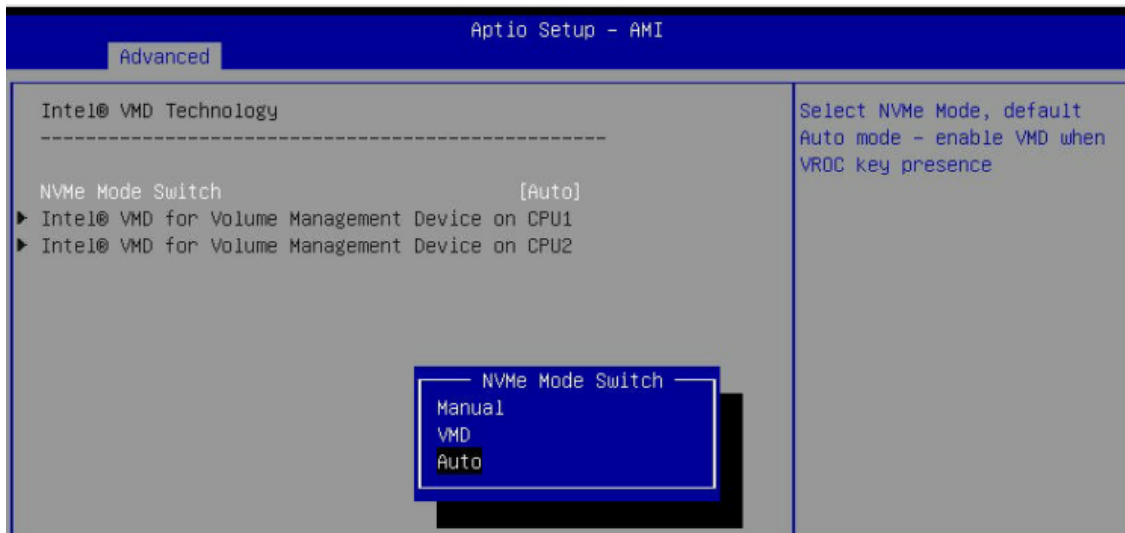 Aptio Setup - AMI
Advanced
Intel® VMD Technology
------------------------------------------------------
NVMe Mode Switch [Auto]
Intel® VMD for Volume Management Device on CPU1
Intel® VMD for Volume Management Device on CPU2
Select NVMe Mode, default
Auto mode - enable VMD when
VROC key presence
NVMe Mode Switch
Manual
VMD
Auto